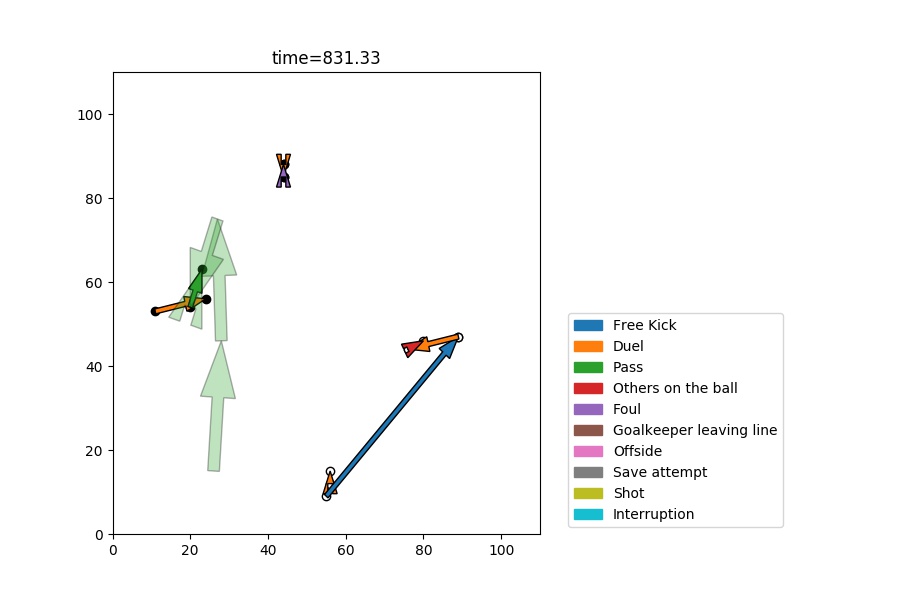 time=831.33
100
80
60
40
20
0
0 20 40 60 80 100
Free Kick
Duel
Pass
Others on the ball
Foul
Goalkeeper leaving line
Offside
Save attempt
Shot
Interruption